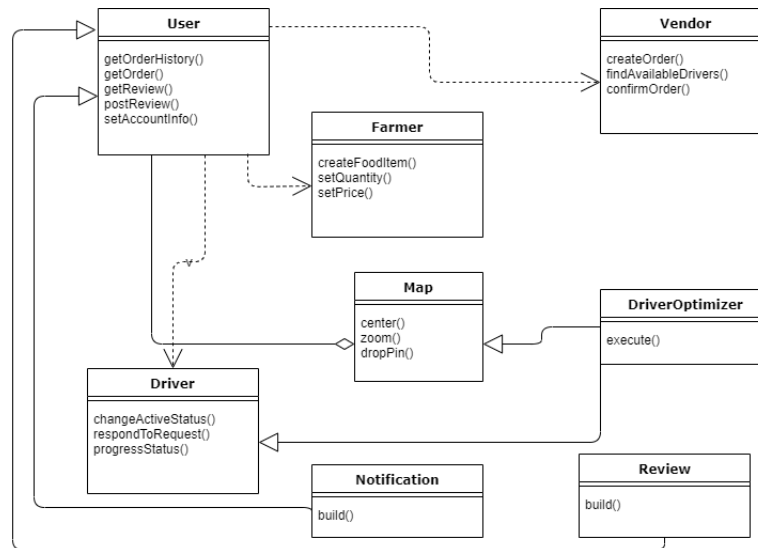 User
getOrderHistory()
getOrder()
getReview()
postReview()
setAccountInfo()
Vendor
createOrder()
findAvailableDrivers()
confirmOrder()
Farmer
createFoodItem()
setQuantity()
setPrice()
Map
center()
zoom()
dropPin()
DriverOptimizer
execute()
Driver
changeActiveStatus()
respondToRequest()
progressStatus()
Notification
build()
Review
build()